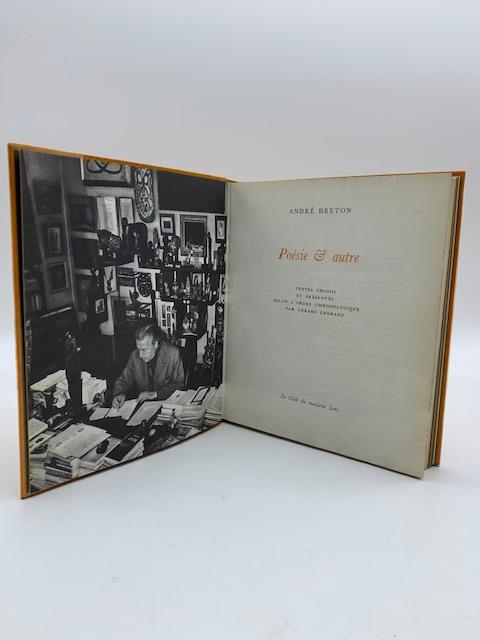 ANDRÉ BRETON
Poésie & autre
TEXTES CHOISIS
ET PRÉSENTÉS
SELON L'ORDRE CHRONOLOGIQUE
PAR GÉRARD LEGRAND
Le Club du meilleur livre